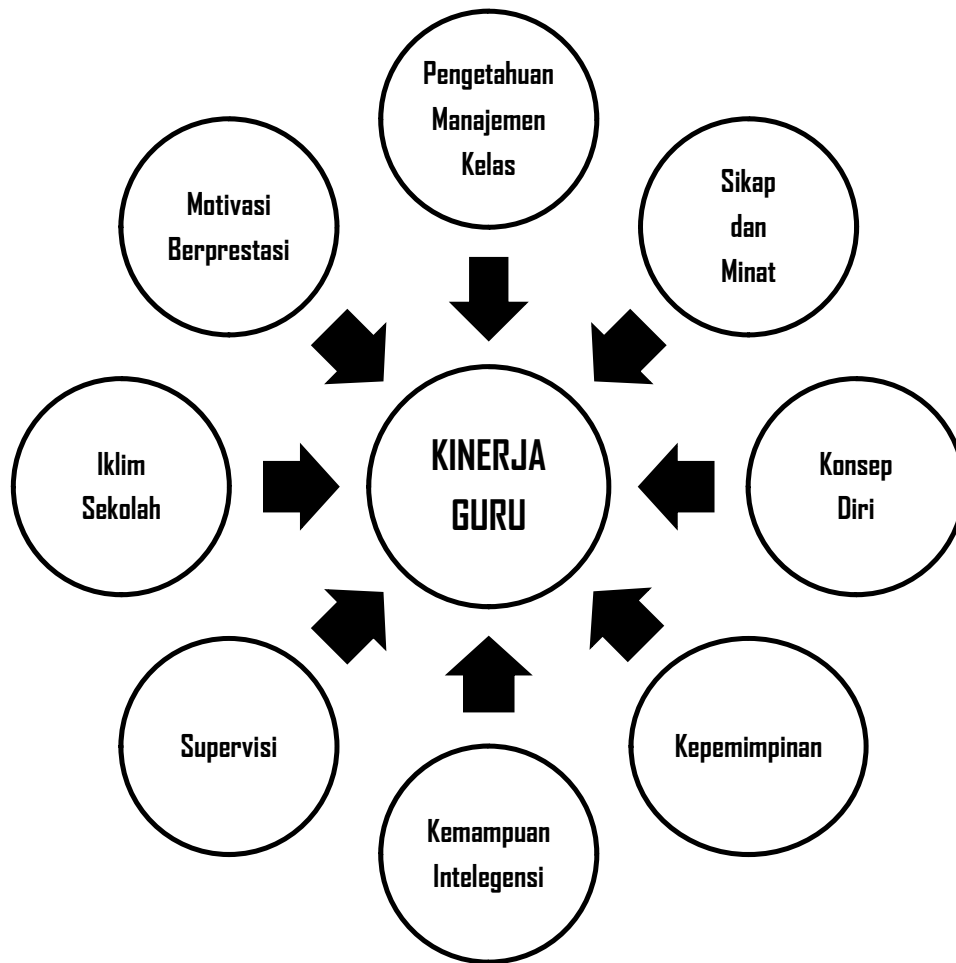 Pengetahuan
Manajemen
Kelas
Sikap
dan
Minat
Motivasi
Berprestasi
Iklim
Sekolah
KINERJA
GURU
Konsep
Diri
Supervisi
Kepemimpinan
Kemampuan
Intelegensi